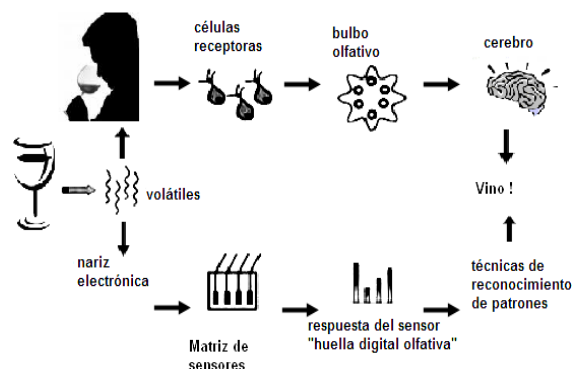 células
receptoras
bulbo
olfativo
cerebro
volátiles
Vino !
nariz
electrónica
Matriz de
sensores
respuesta del sensor
"huella digital olfativa"
técnicas de
reconocimiento
de patrones